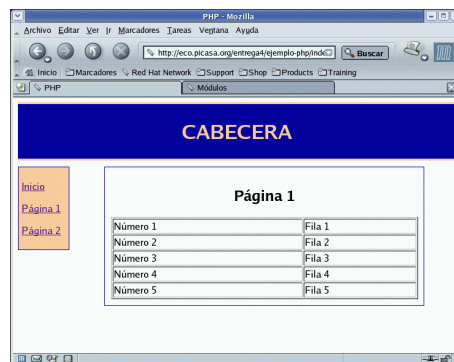 PHP - Mozilla
Archivo Editar Ver Ir Marcadores Tareas Ventana Ayuda
http://eco.picasa.org/entrega4/ejemplo-php/inde Buscar
Inicio Marcadores Red Hat Network Support Shop Products Training
PHP Módulos
CABECERA
Inicio
Página 1
Página 2
Página 1
Número 1 Fila 1
Número 2 Fila 2
Número 3 Fila 3
Número 4 Fila 4
Número 5 Fila 5